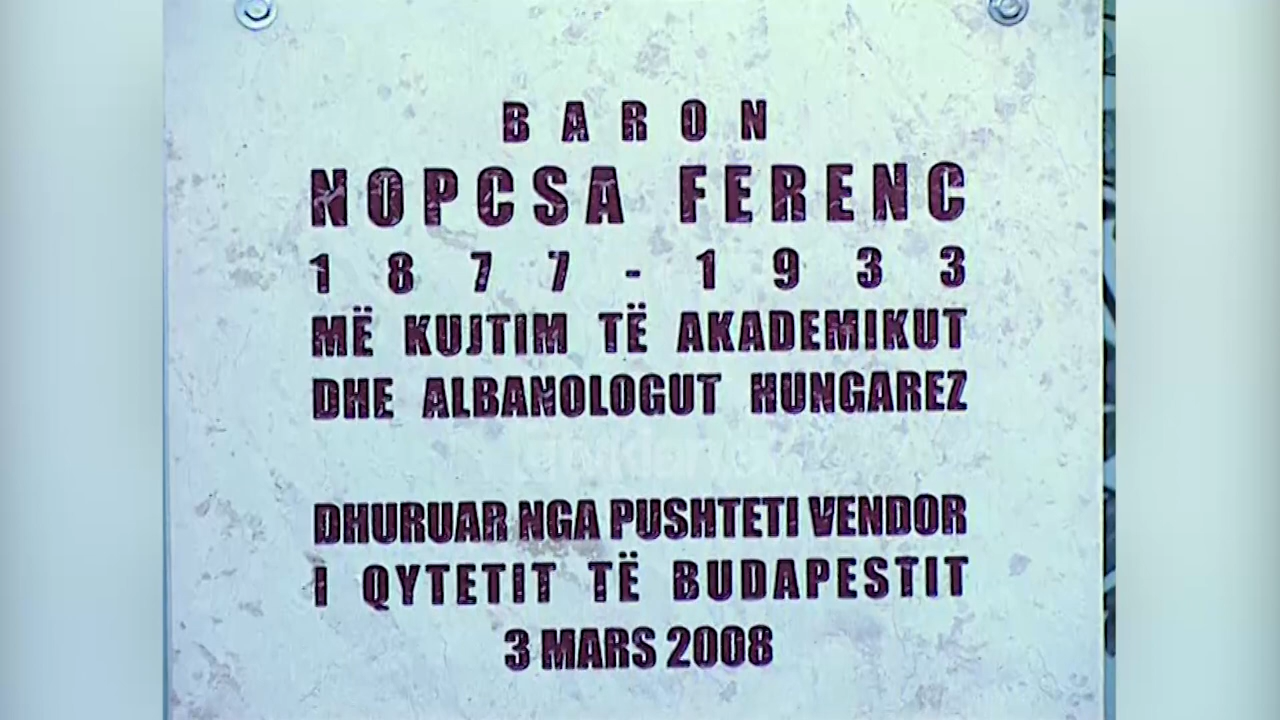 BARON
NOPCSA FERENC
1877-1933
MË KUJTIM TË AKADEMIKUT
DHE ALBANOLOGUT HUNGAREZ
DHURUAR NGA PUSHTETI VENDOR
I QYTETIT TË BUDAPESTIT
3 MARS 2008